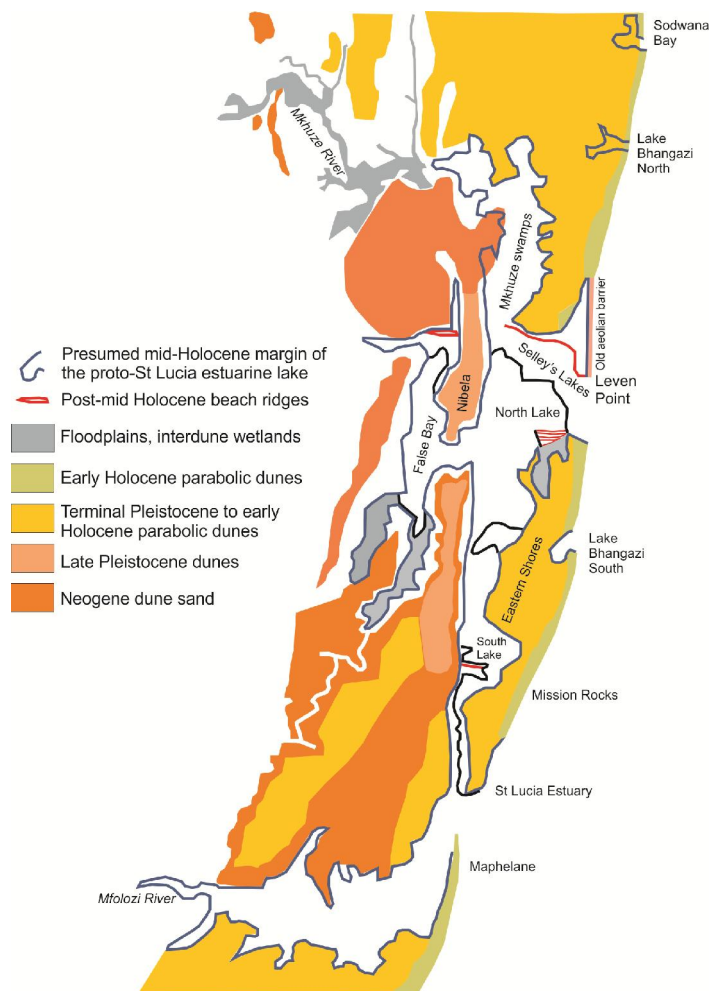 Sodwana
Bay
Mkhuze River
Lake
Bhangazi
North
Mkhuze swamps
Old aeolian barrier
Selley's Lakes
Leven
Point
Presumed mid-Holocene margin of
the proto-St Lucia estuarine lake
Post-mid Holocene beach ridges
Floodplains, interdune wetlands
Early Holocene parabolic dunes
Terminal Pleistocene to early
Holocene parabolic dunes
Late Pleistocene dunes
Neogene dune sand
Nibela
North Lake
False Bay
Lake
Bhangazi
South
Eastern Shores
South
Lake
Mission Rocks
St Lucia Estuary
Maphelane
Mfolozi River